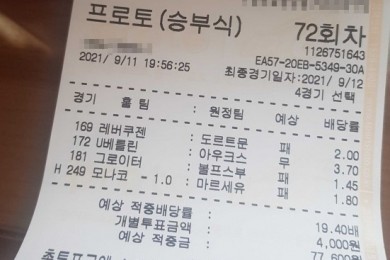 프로토 (승부식) 72회차
1126751643
2021/ 9/11 19:56:25 EA57-20EB-5349-30A
최종경기일자:2021/ 9/12
4경기 선택
경기 홈 팀 : 원정팀 예상 배당률
169 레버쿠젠 : 도르트문 패 2.00
172 U베를린 : 아우크스 무 3.70
181 그로이터 : 볼프스부 패 1.45
H 249 모나코 - 1.0 : 마르세유 패 1.80
예상 적중배당률 : 19.40배
개별투표금액 : 4,000원
예상 적중금 : 77,600원